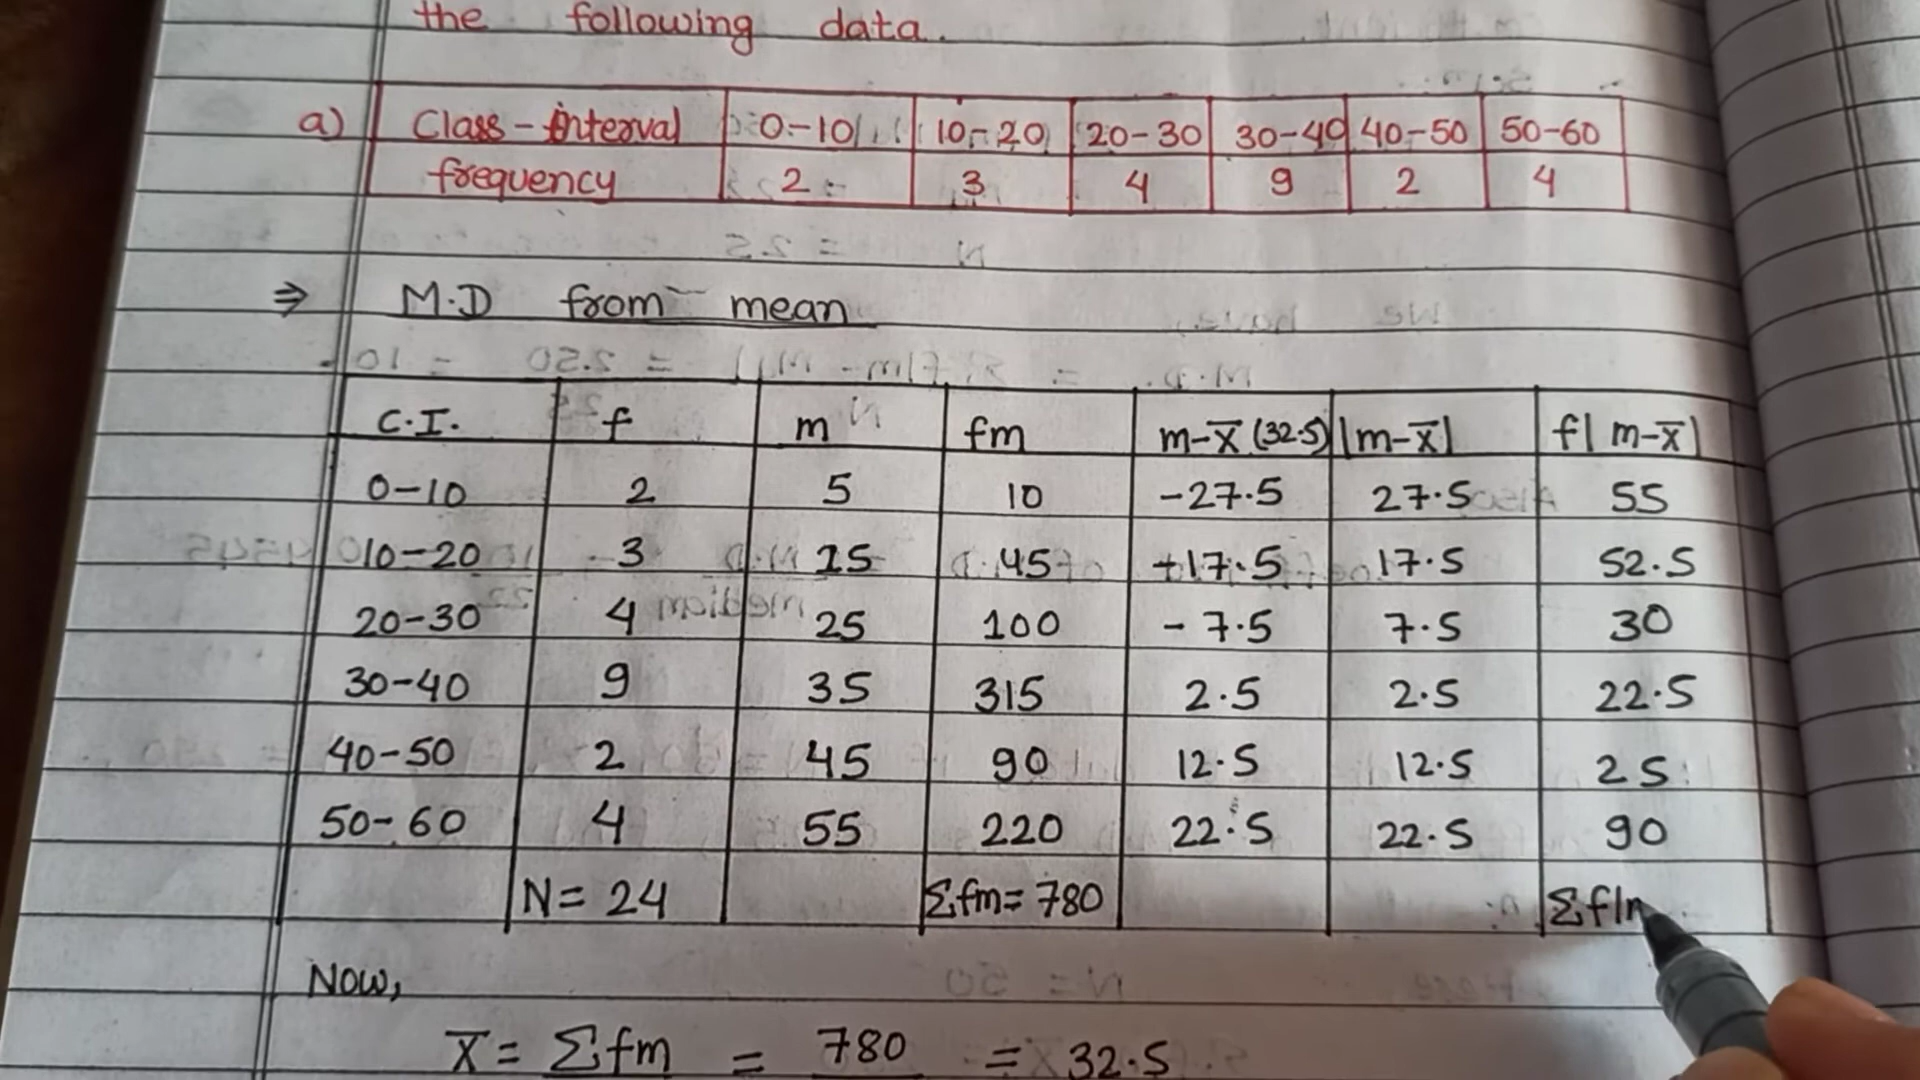 the following data.
a) Class-interval 0-10 10-20 20-30 30-40 40-50 50-60
frequency 2 3 4 9 2 4
⇒ M.D from mean
C.I. f m fm m-x̄ (32.5) |m-x̄| f|m-x̄|
0-10 2 5 10 -27.5 27.5 55
10-20 3 15 45 +17.5 17.5 52.5
20-30 4 25 100 -7.5 7.5 30
30-40 9 35 315 2.5 2.5 22.5
40-50 2 45 90 12.5 12.5 25
50-60 4 55 220 22.5 22.5 90
N=24 Σfm=780 Σf|m
Now,
x̄ = Σfm = 780 = 32.5